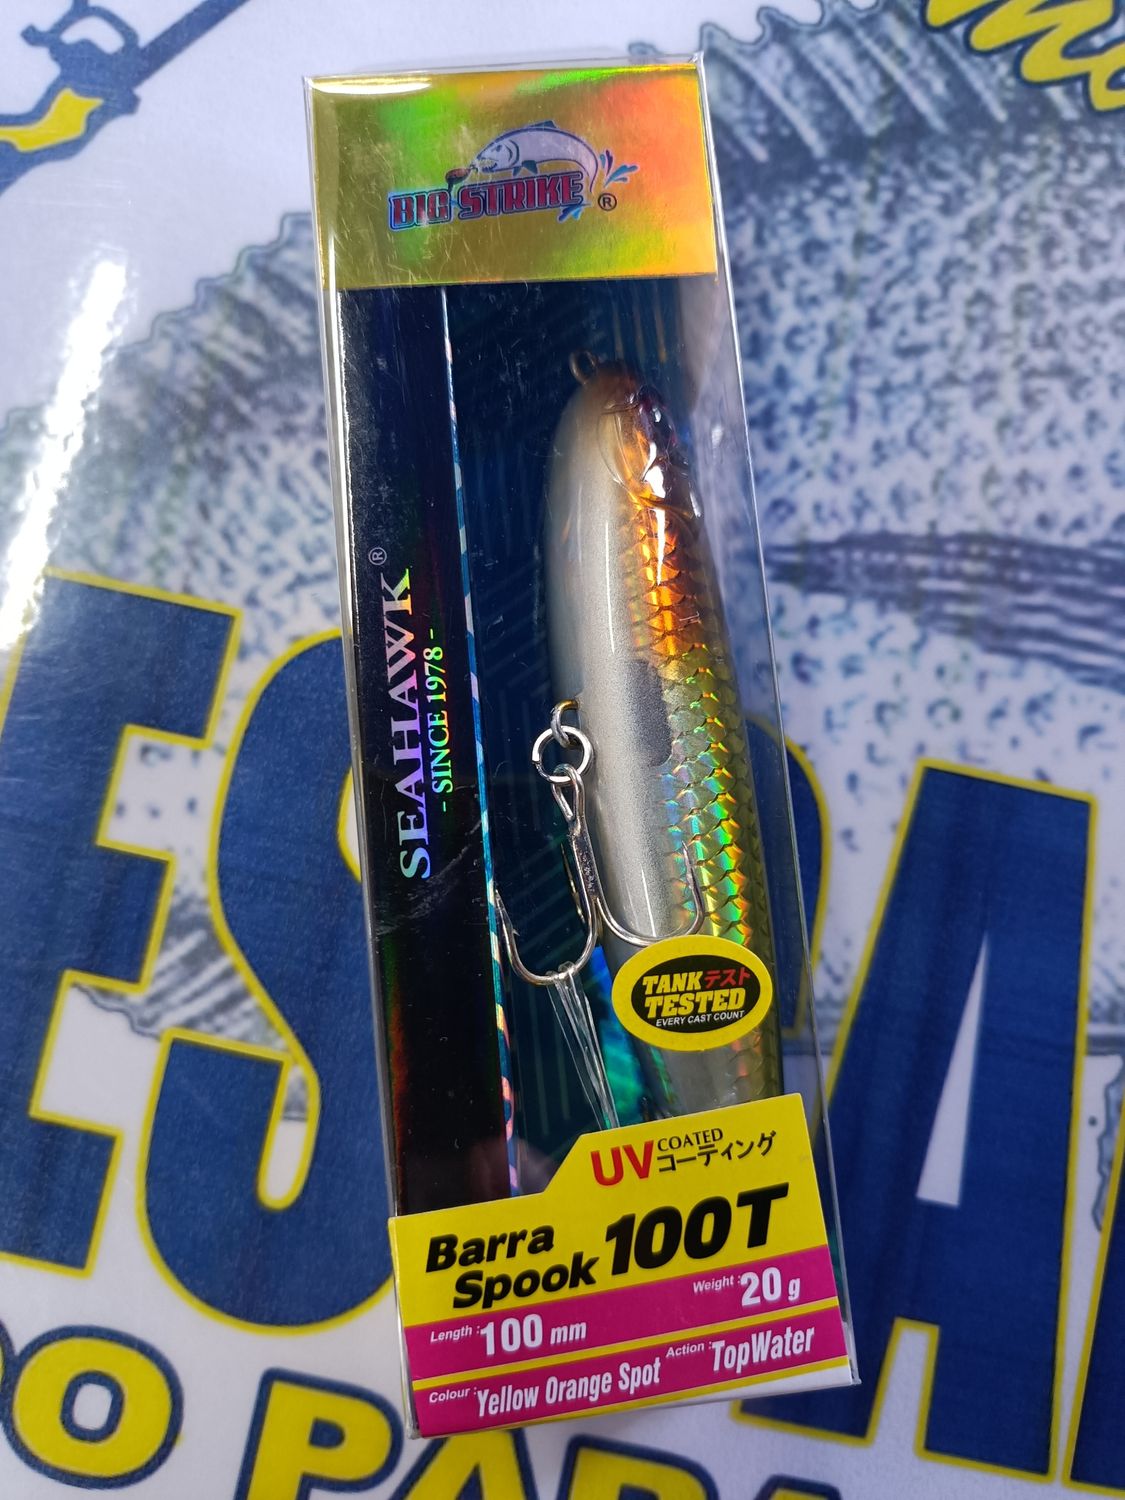 BIG STRIKE ®
SEAHAWK®
- SINCE 1978 -
TANK テスト
TESTED
EVERY CAST COUNT
UV COATED
コーティング
Barra
Spook 100T
Length : 100 mm
Weight : 20 g
Colour : Yellow Orange Spot
Action : TopWater